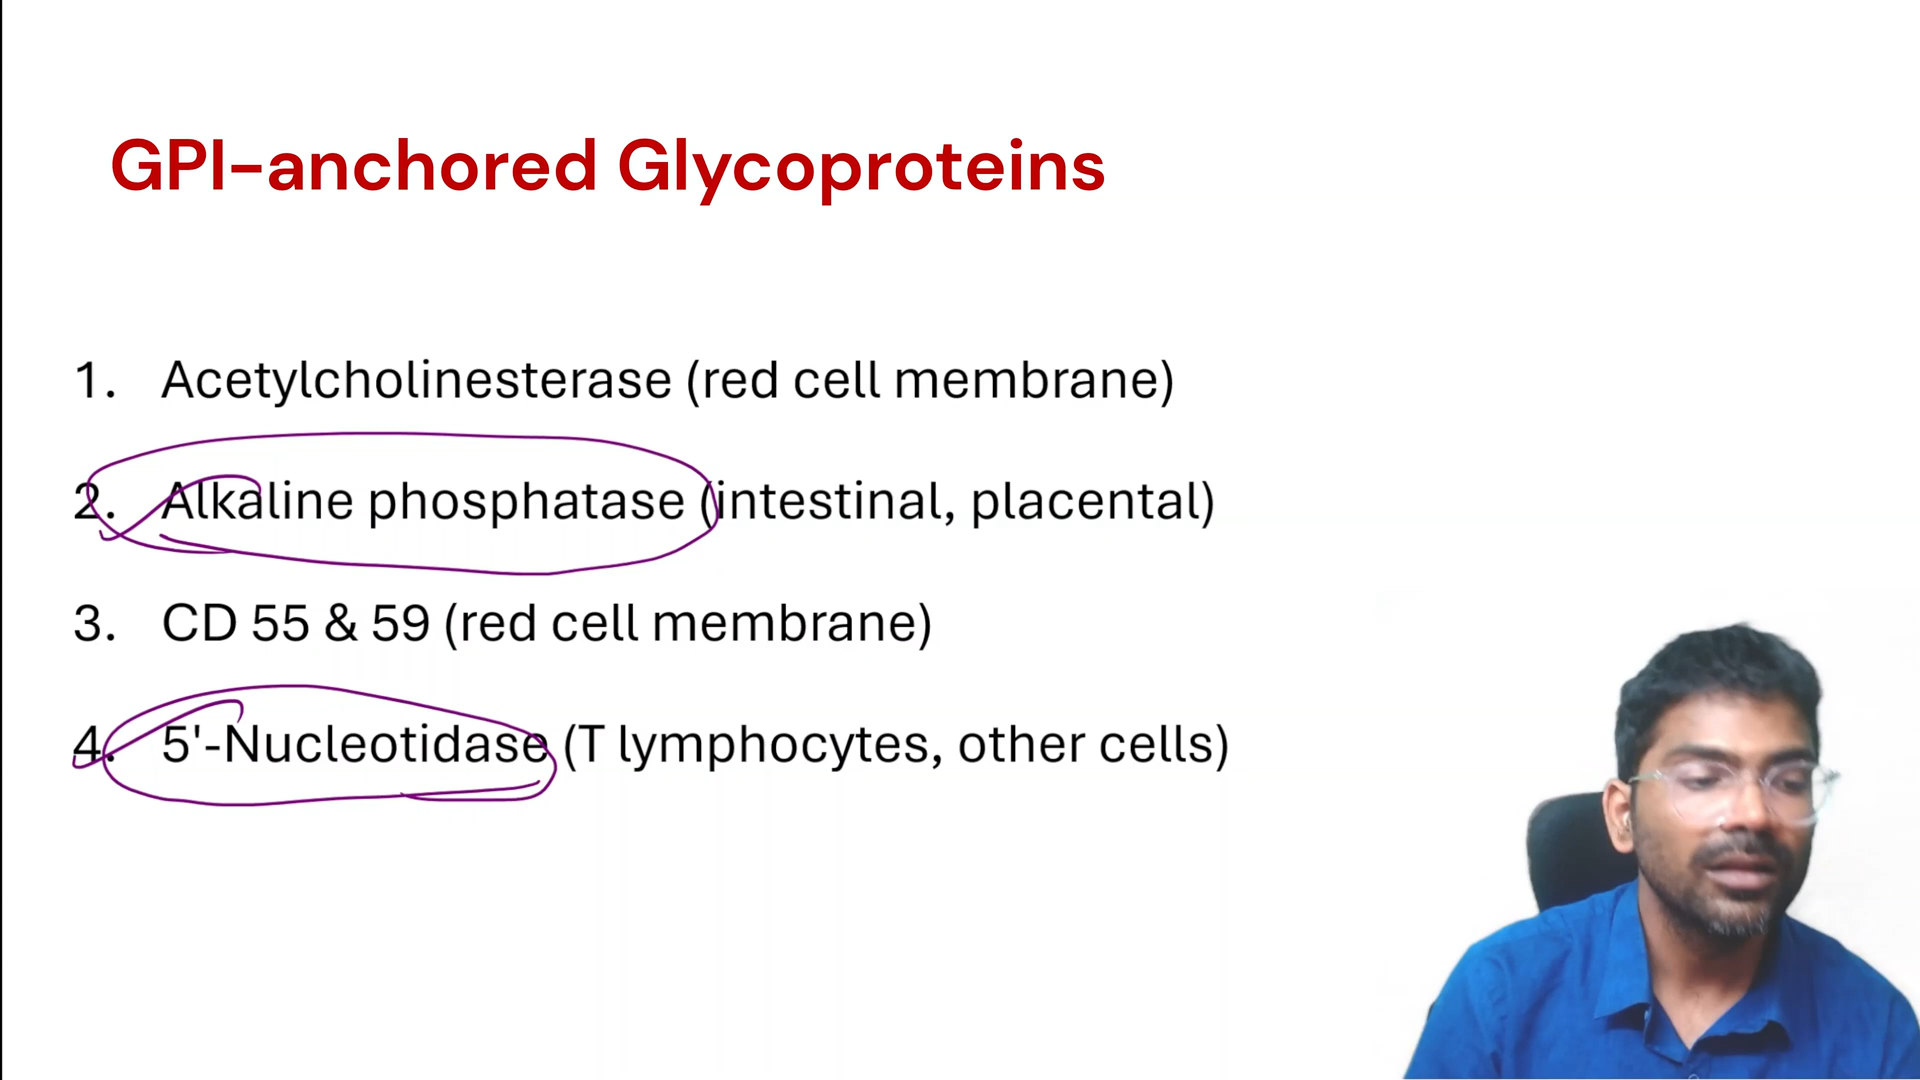 GPI-anchored Glycoproteins
1. Acetylcholinesterase (red cell membrane)
2. Alkaline phosphatase (intestinal, placental)
3. CD 55 & 59 (red cell membrane)
4. 5'-Nucleotidase (T lymphocytes, other cells)